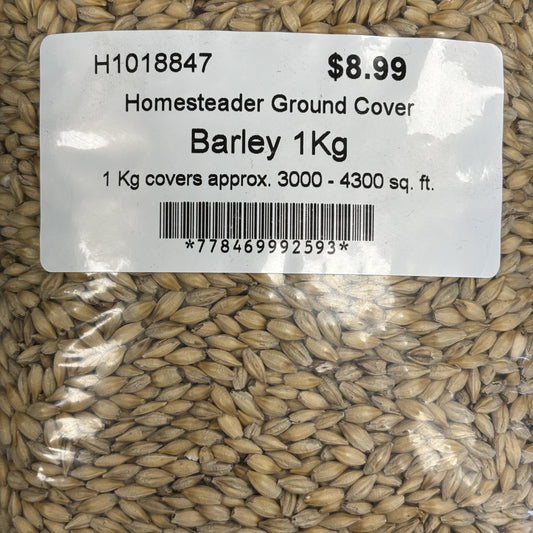 H1018847 $8.99
Homesteader Ground Cover
Barley 1Kg
1 Kg covers approx. 3000 - 4300 sq. ft.
*778469992593*